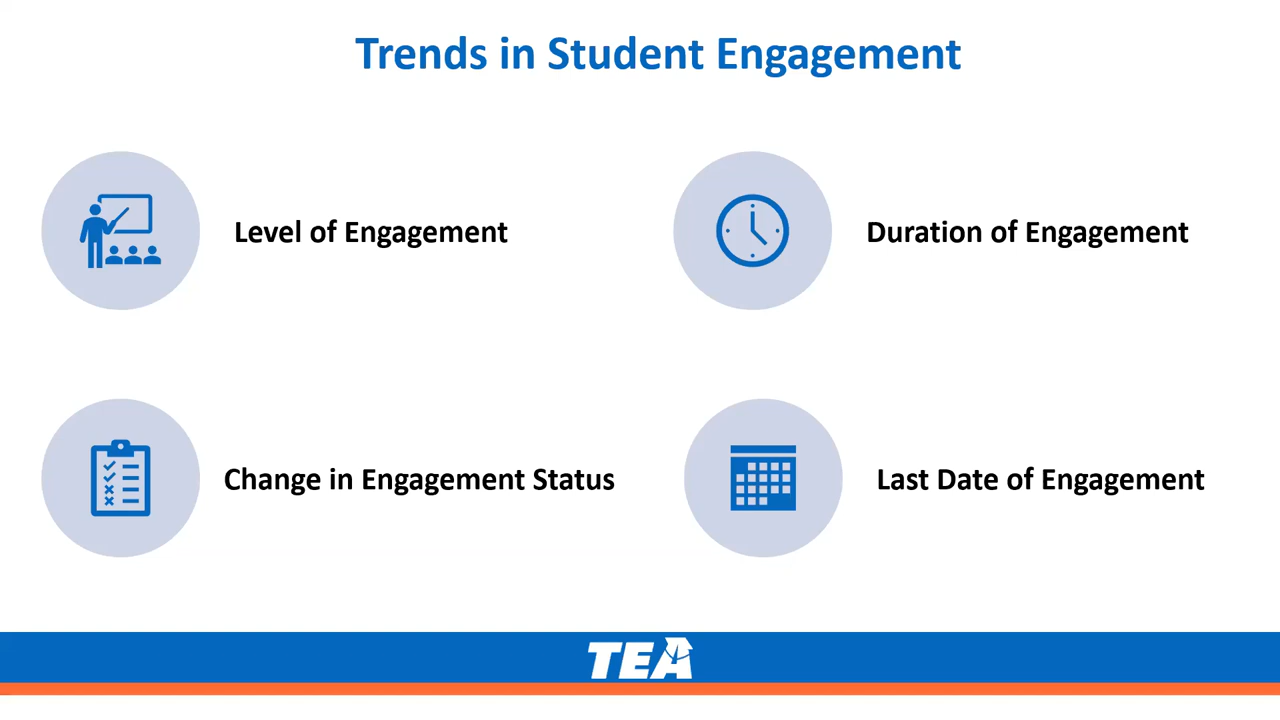 Trends in Student Engagement
Level of Engagement
Duration of Engagement
Change in Engagement Status
Last Date of Engagement
TEA